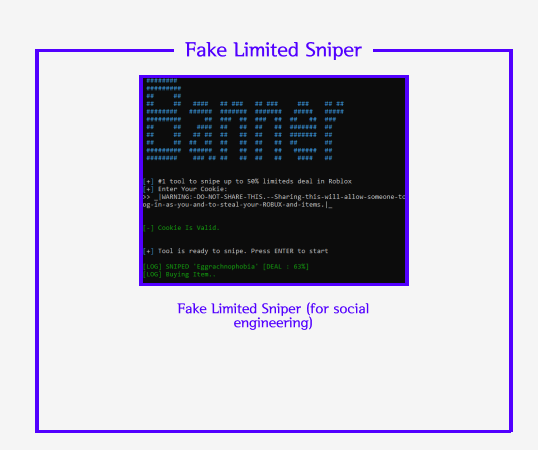 Fake Limited Sniper
[+] #1 tool to snipe up to 50% limiteds deal in Roblox
[+] Enter Your Cookie:
>> _|WARNING:-DO-NOT-SHARE-THIS.--Sharing-this-will-allow-someone-to
og-in-as-you-and-to-steal-your-ROBUX-and-items.|_
[-] Cookie Is Valid.
[+] Tool is ready to snipe. Press ENTER to start
[LOG] SNIPED 'Eggrachnophobia' [DEAL : 63%]
[LOG] Buying Item..
Fake Limited Sniper (for social
engineering)